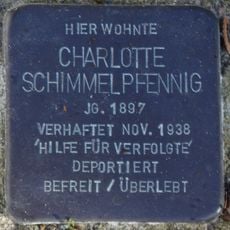 HIER WOHNTE
CHARLOTTE
SCHIMMELPFENNIG
JG. 1897
VERHAFTET NOV. 1938
'HILFE FÜR VERFOLGTE'
DEPORTIERT
BEFREIT / ÜBERLEBT